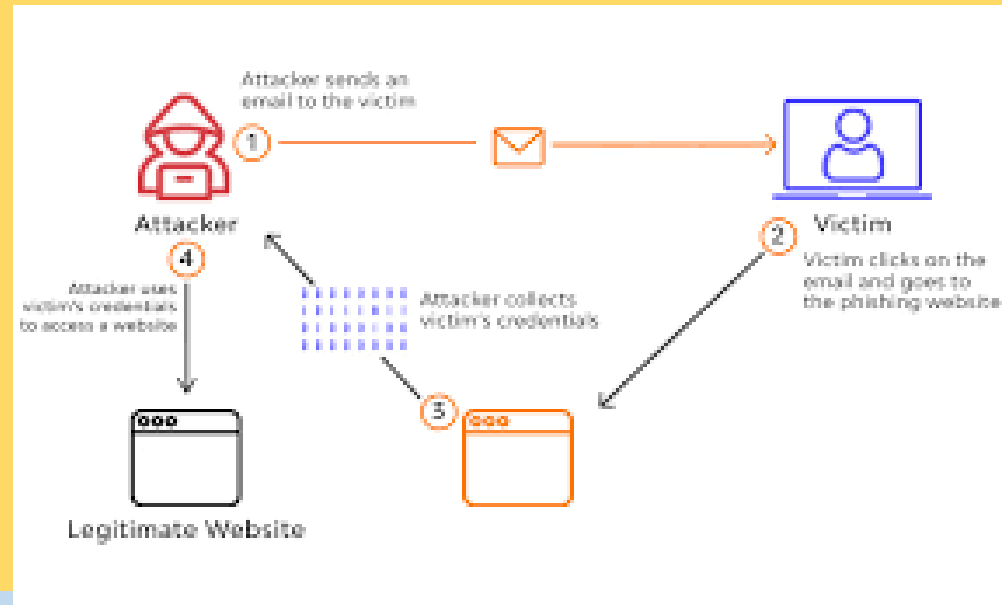 Attacker sends an
email to the victim
1
Attacker
2
Victim
Victim clicks on the
email and goes to
the phishing website
4
Attacker uses
victim's credentials
to access a website
Attacker collects
victim's credentials
3
Legitimate Website